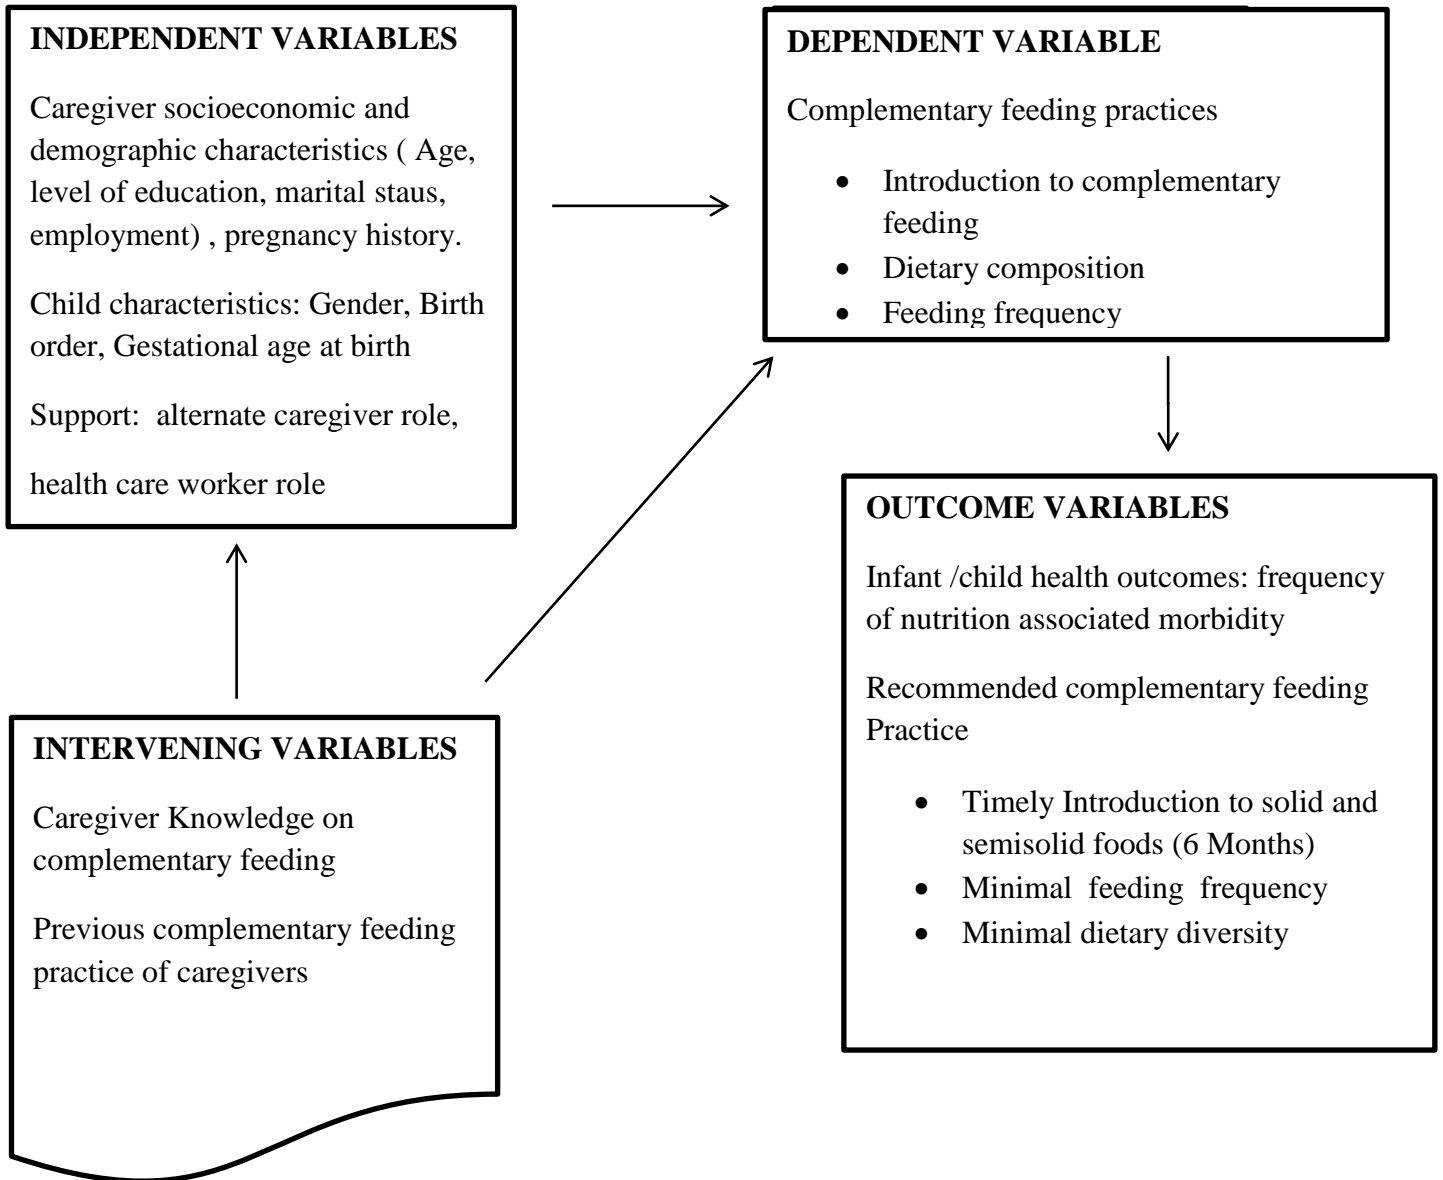 INDEPENDENT VARIABLES
Caregiver socioeconomic and
demographic characteristics ( Age,
level of education, marital staus,
employment) , pregnancy history.
Child characteristics: Gender, Birth
order, Gestational age at birth
Support:  alternate caregiver role,
health care worker role
DEPENDENT VARIABLE
Complementary feeding practices
• Introduction to complementary
feeding
• Dietary composition
• Feeding frequency
INTERVENING VARIABLES
Caregiver Knowledge on
complementary feeding
Previous complementary feeding
practice of caregivers
OUTCOME VARIABLES
Infant /child health outcomes: frequency
of nutrition associated morbidity
Recommended complementary feeding
Practice
• Timely Introduction to solid and
semisolid foods (6 Months)
• Minimal  feeding  frequency
• Minimal dietary diversity